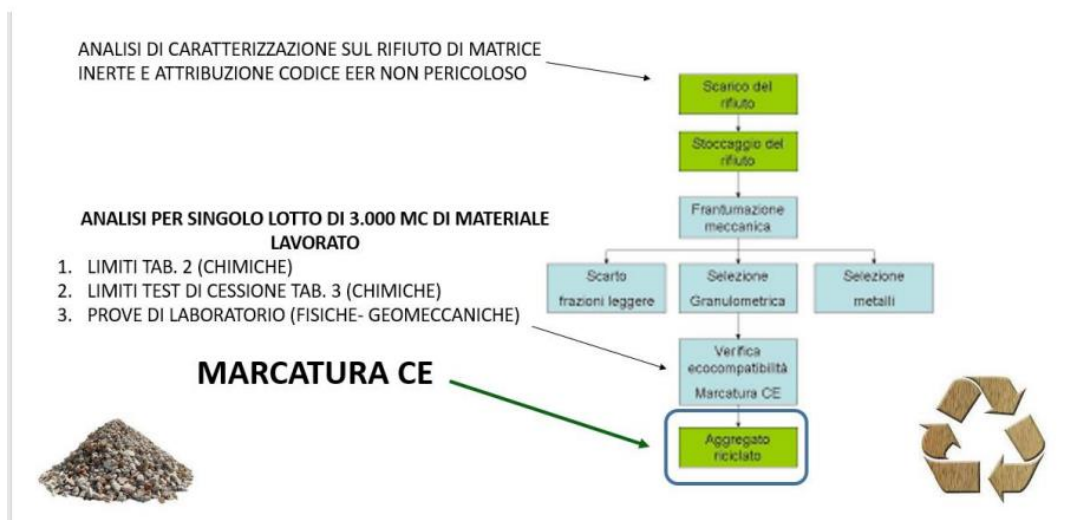 ANALISI DI CARATTERIZZAZIONE SUL RIFIUTO DI MATRICE
INERTE E ATTRIBUZIONE CODICE EER NON PERICOLOSO
Scarico del
rifiuto
Stoccaggio del
rifiuto
Frantumazione
meccanica
ANALISI PER SINGOLO LOTTO DI 3.000 MC DI MATERIALE
LAVORATO
1. LIMITI TAB. 2 (CHIMICHE)
2. LIMITI TEST DI CESSIONE TAB. 3 (CHIMICHE)
3. PROVE DI LABORATORIO (FISICHE- GEOMECCANICHE)
Scarto
frazioni leggere
Selezione
Granulometrica
Selezione
metalli
Verifica
ecocompatibilità
Marcatura CE
MARCATURA CE
Aggregato
riciclato